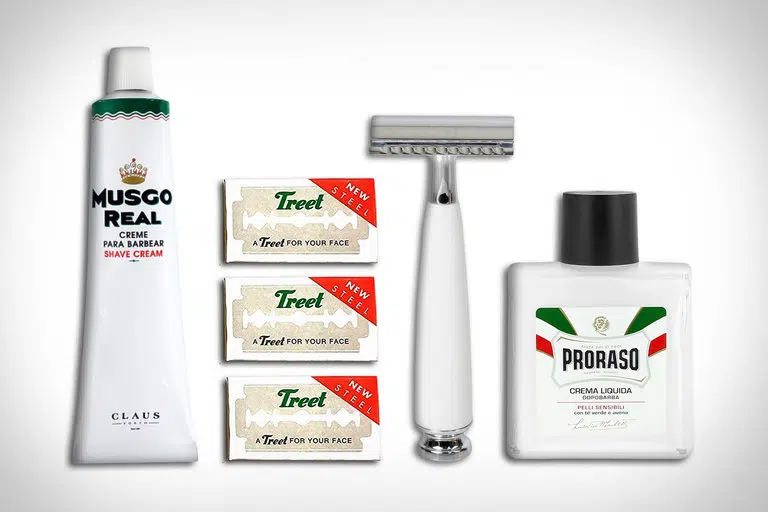 MUSGO
REAL
CREME
PARA BARBEAR
SHAVE CREAM
CLAUS
PORTO
Treet
NEW
STEEL
A Treet FOR YOUR FACE
Treet
NEW
STEEL
A Treet FOR YOUR FACE
Treet
NEW
STEEL
A Treet FOR YOUR FACE
PRORASO
CREMA LIQUIDA
DOPOBARBA
PELLI SENSIBILI
con tè verde e avena